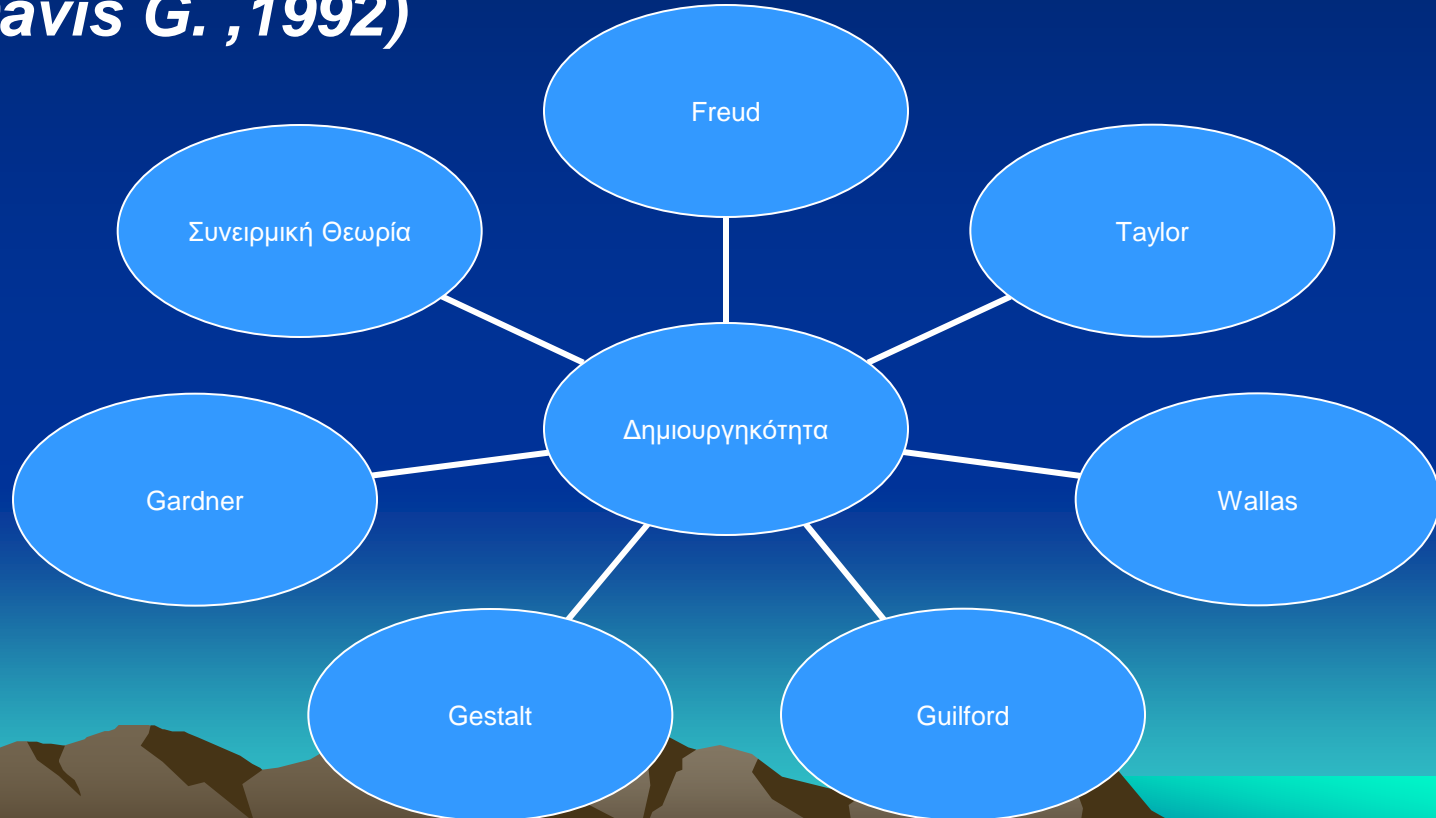 avis G. ,1992)
Freud
Συνειρμική Θεωρία
Taylor
Δημιουργηκότητα
Gardner
Wallas
Gestalt
Guilford